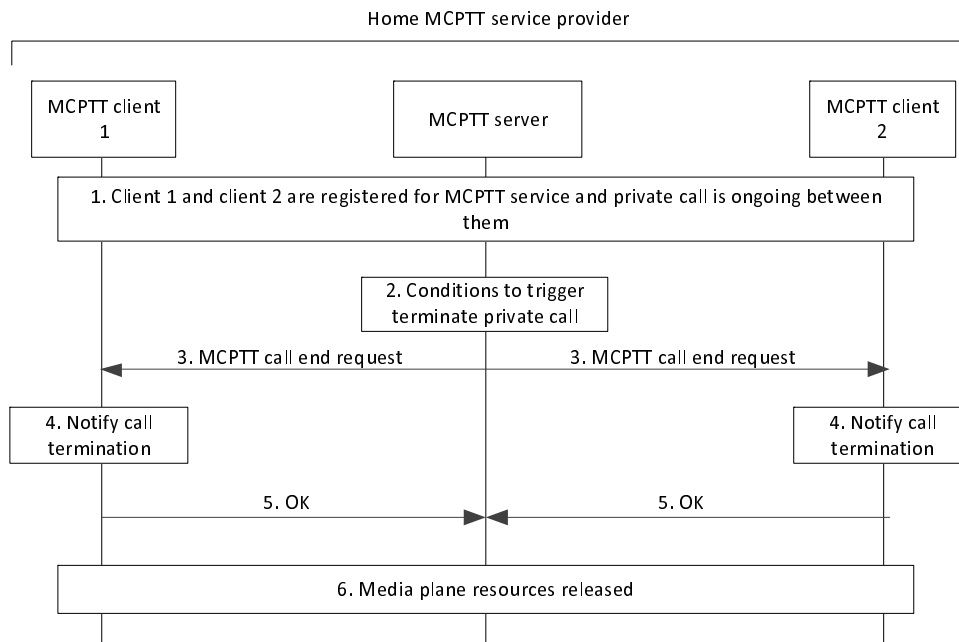 Home MCPTT service provider
MCPTT client
1
MCPTT server
MCPTT client
2
1. Client 1 and client 2 are registered for MCPTT service and private call is ongoing between
them
2. Conditions to trigger
terminate private call
3. MCPTT call end request
3. MCPTT call end request
4. Notify call
termination
4. Notify call
termination
5. OK
5. OK
6. Media plane resources released